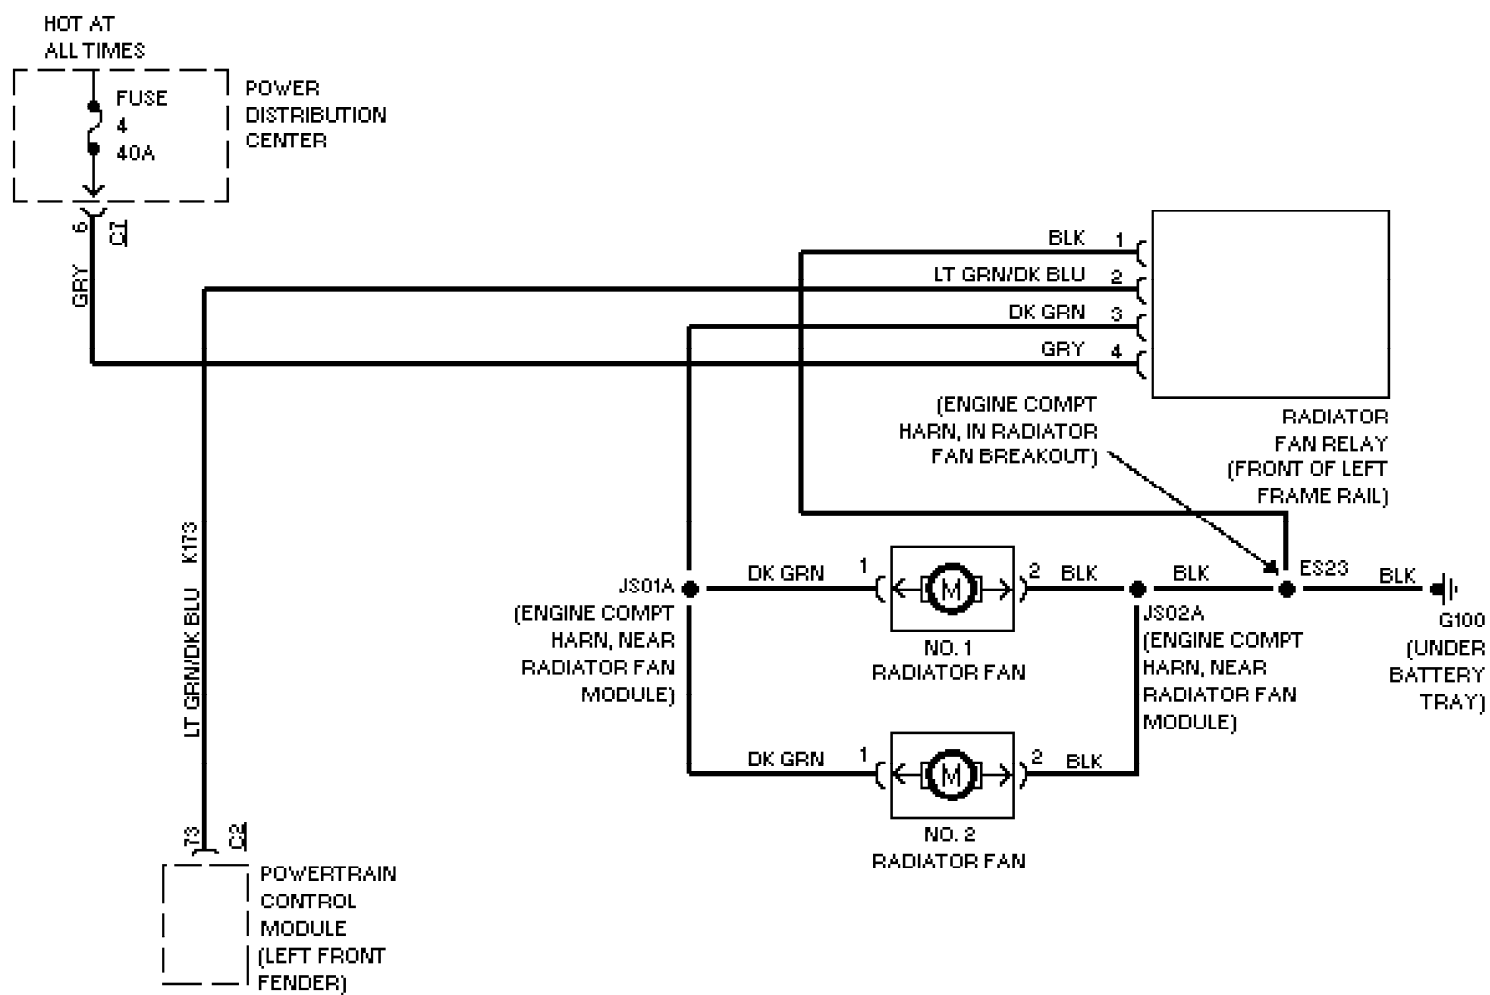 HOT AT
ALL TIMES
FUSE
4
40A
POWER
DISTRIBUTION
CENTER
6
C7
GRY
BLK 1
LT GRN/DK BLU 2
DK GRN 3
GRY 4
(ENGINE COMPT
HARN, IN RADIATOR
FAN BREAKOUT)
RADIATOR
FAN RELAY
(FRONT OF LEFT
FRAME RAIL)
LT GRN/DK BLU K173
JS01A
(ENGINE COMPT
HARN, NEAR
RADIATOR FAN
MODULE)
DK GRN 1
M
2 BLK
NO. 1
RADIATOR FAN
BLK
JS02A
(ENGINE COMPT
HARN, NEAR
RADIATOR FAN
MODULE)
ES23
BLK
G100
(UNDER
BATTERY
TRAY)
DK GRN 1
M
2 BLK
NO. 2
RADIATOR FAN
73
C2
POWERTRAIN
CONTROL
MODULE
(LEFT FRONT
FENDER)